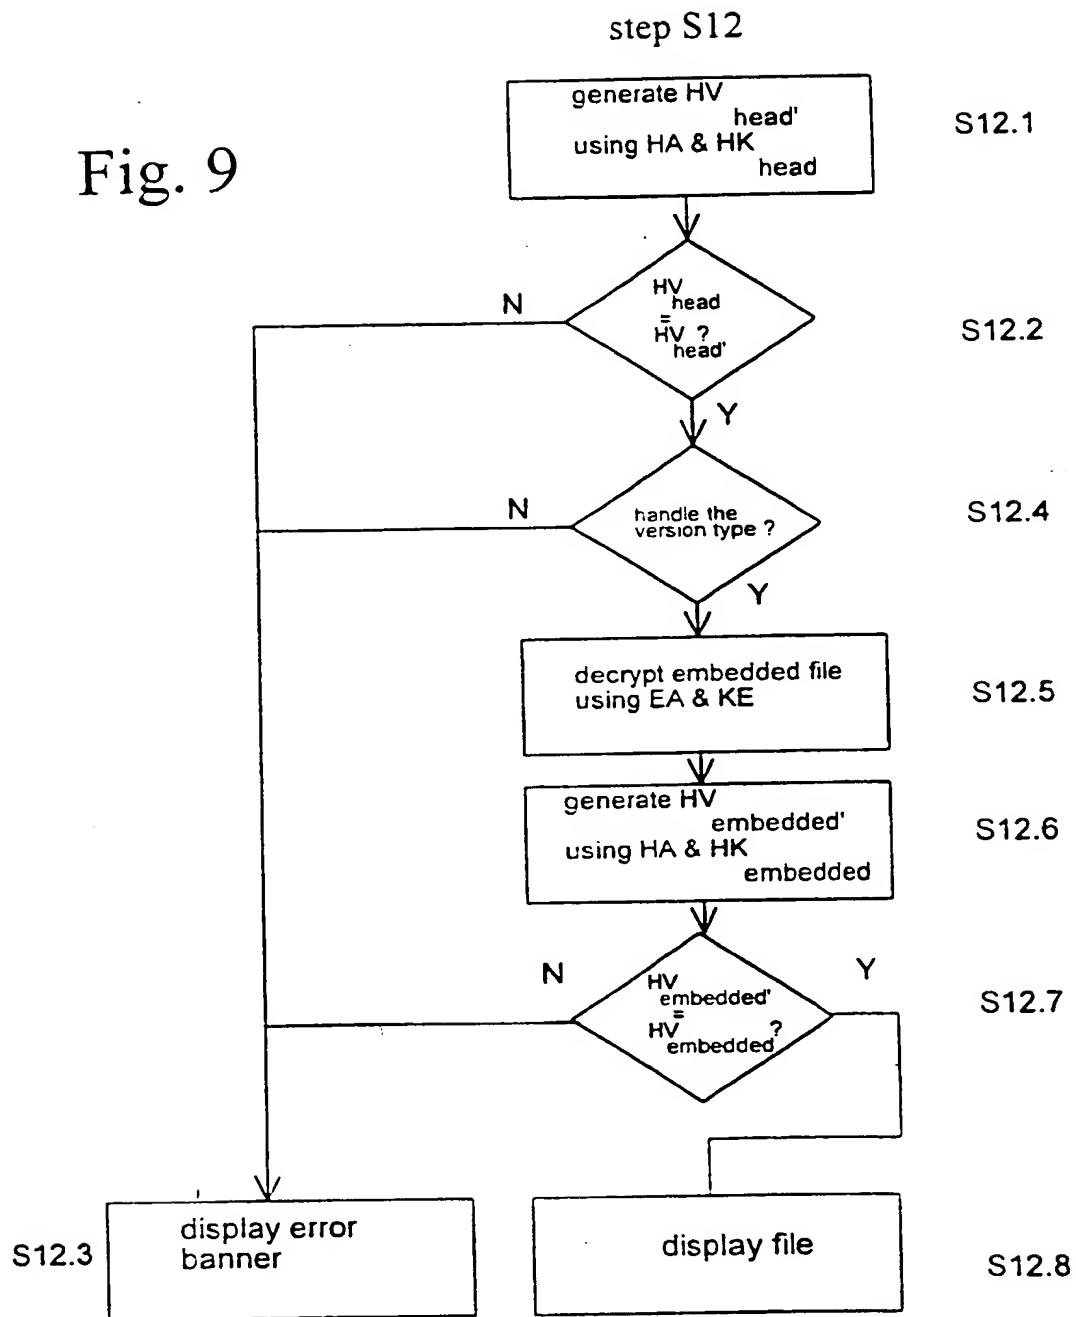 step S12
Fig. 9
generate HV
head'
using HA & HK
head
S12.1
HV
head
=
HV ?
head'
N
S12.2
Y
handle the
version type ?
N
S12.4
Y
decrypt embedded file
using EA & KE
S12.5
generate HV
embedded'
using HA & HK
embedded
S12.6
N
Y
HV
embedded'
=
HV ?
embedded
S12.7
S12.3
display error
banner
display file
S12.8